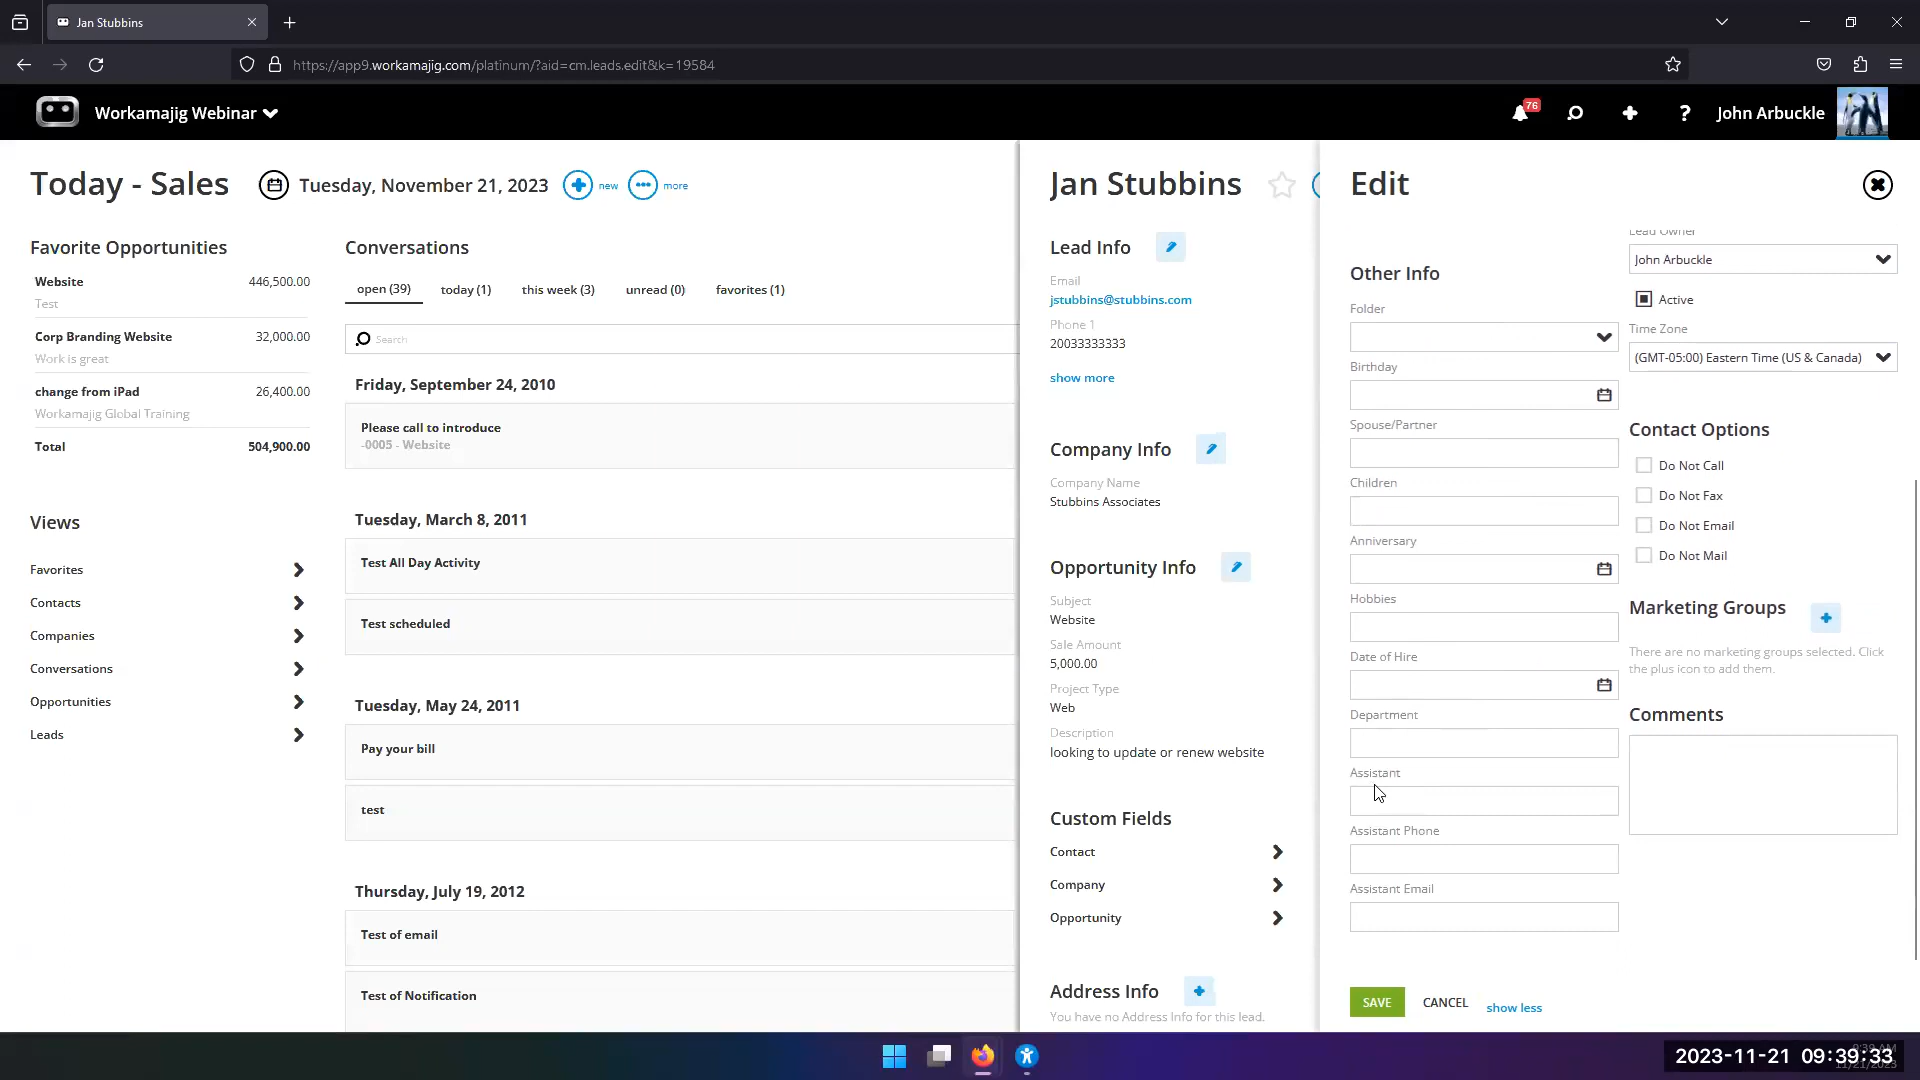 Jan Stubbins
https://app9.workamajig.com/platinum/?aid=cm.leads.edit&k=19584
Workamajig Webinar
76
John Arbuckle
Today - Sales
Tuesday, November 21, 2023
new
more
Favorite Opportunities
Website 446,500.00
Test
Corp Branding Website 32,000.00
Work is great
change from iPad 26,400.00
Workamajig Global Training
Total 504,900.00
Views
Favorites
Contacts
Companies
Conversations
Opportunities
Leads
Conversations
open (39) today (1) this week (3) unread (0) favorites (1)
Search
Friday, September 24, 2010
Please call to introduce
-0005 - Website
Tuesday, March 8, 2011
Test All Day Activity
Test scheduled
Tuesday, May 24, 2011
Pay your bill
test
Thursday, July 19, 2012
Test of email
Test of Notification
Jan Stubbins
Lead Info
Email
jstubbins@stubbins.com
Phone 1
20033333333
show more
Company Info
Company Name
Stubbins Associates
Opportunity Info
Subject
Website
Sale Amount
5,000.00
Project Type
Web
Description
looking to update or renew website
Custom Fields
Contact
Company
Opportunity
Address Info
You have no Address Info for this lead.
Edit
Other Info
Folder
Birthday
Spouse/Partner
Children
Anniversary
Hobbies
Date of Hire
Department
Assistant
Assistant Phone
Assistant Email
SAVE CANCEL show less
Lead Owner
John Arbuckle
Active
Time Zone
(GMT-05:00) Eastern Time (US & Canada)
Contact Options
Do Not Call
Do Not Fax
Do Not Email
Do Not Mail
Marketing Groups
There are no marketing groups selected. Click
the plus icon to add them.
Comments
2023-11-21 09:39:33